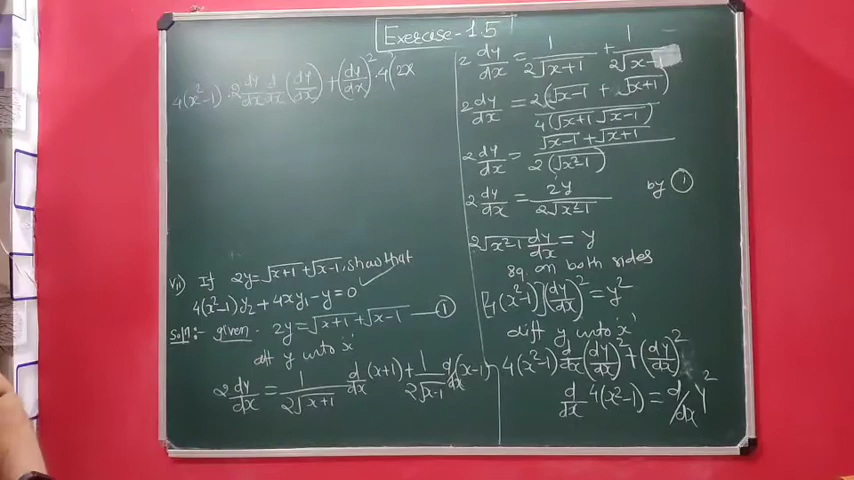 Exercise-1.5
vii) If 2y=√x+1+√x-1, show that
4(x²-1)y₂+4xy₁-y=0
Soln:- given. 2y=√x+1+√x-1 —①
diff y w.r.to 'x'
2 dy/dx = 1/2√x+1 d/dx (x+1)+ 1/2√x-1 d/dx (x-1)
2 dy/dx = 1/2√x+1 + 1/2√x-1
2 dy/dx = 2(√x-1 + √x+1)/4(√x+1 √x-1)
2 dy/dx = √x-1+√x+1/2(√x²-1)
2 dy/dx = 2y/2√x²-1 by ①
2√x²-1 dy/dx = y
sq. on both sides
[4(x²-1)](dy/dx)² = y²
diff y w.r.to 'x'
4(x²-1) d/dx (dy/dx)² + (dy/dx)²
d/dx 4(x²-1) = d/dx y²
4(x²-1) · 2 dy/dx d/dx (dy/dx) + (dy/dx)² · 4(2x